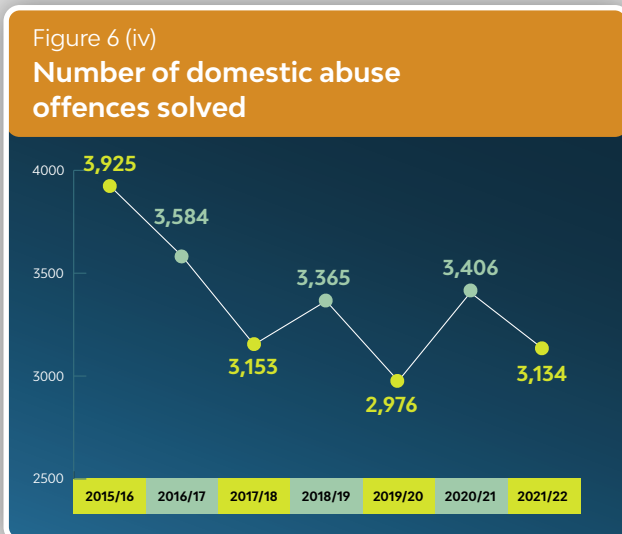 Figure 6 (iv)
Number of domestic abuse
offences solved
4000
3500
3000
2500
3,925
3,584
3,153
3,365
2,976
3,406
3,134
2015/16 2016/17 2017/18 2018/19 2019/20 2020/21 2021/22